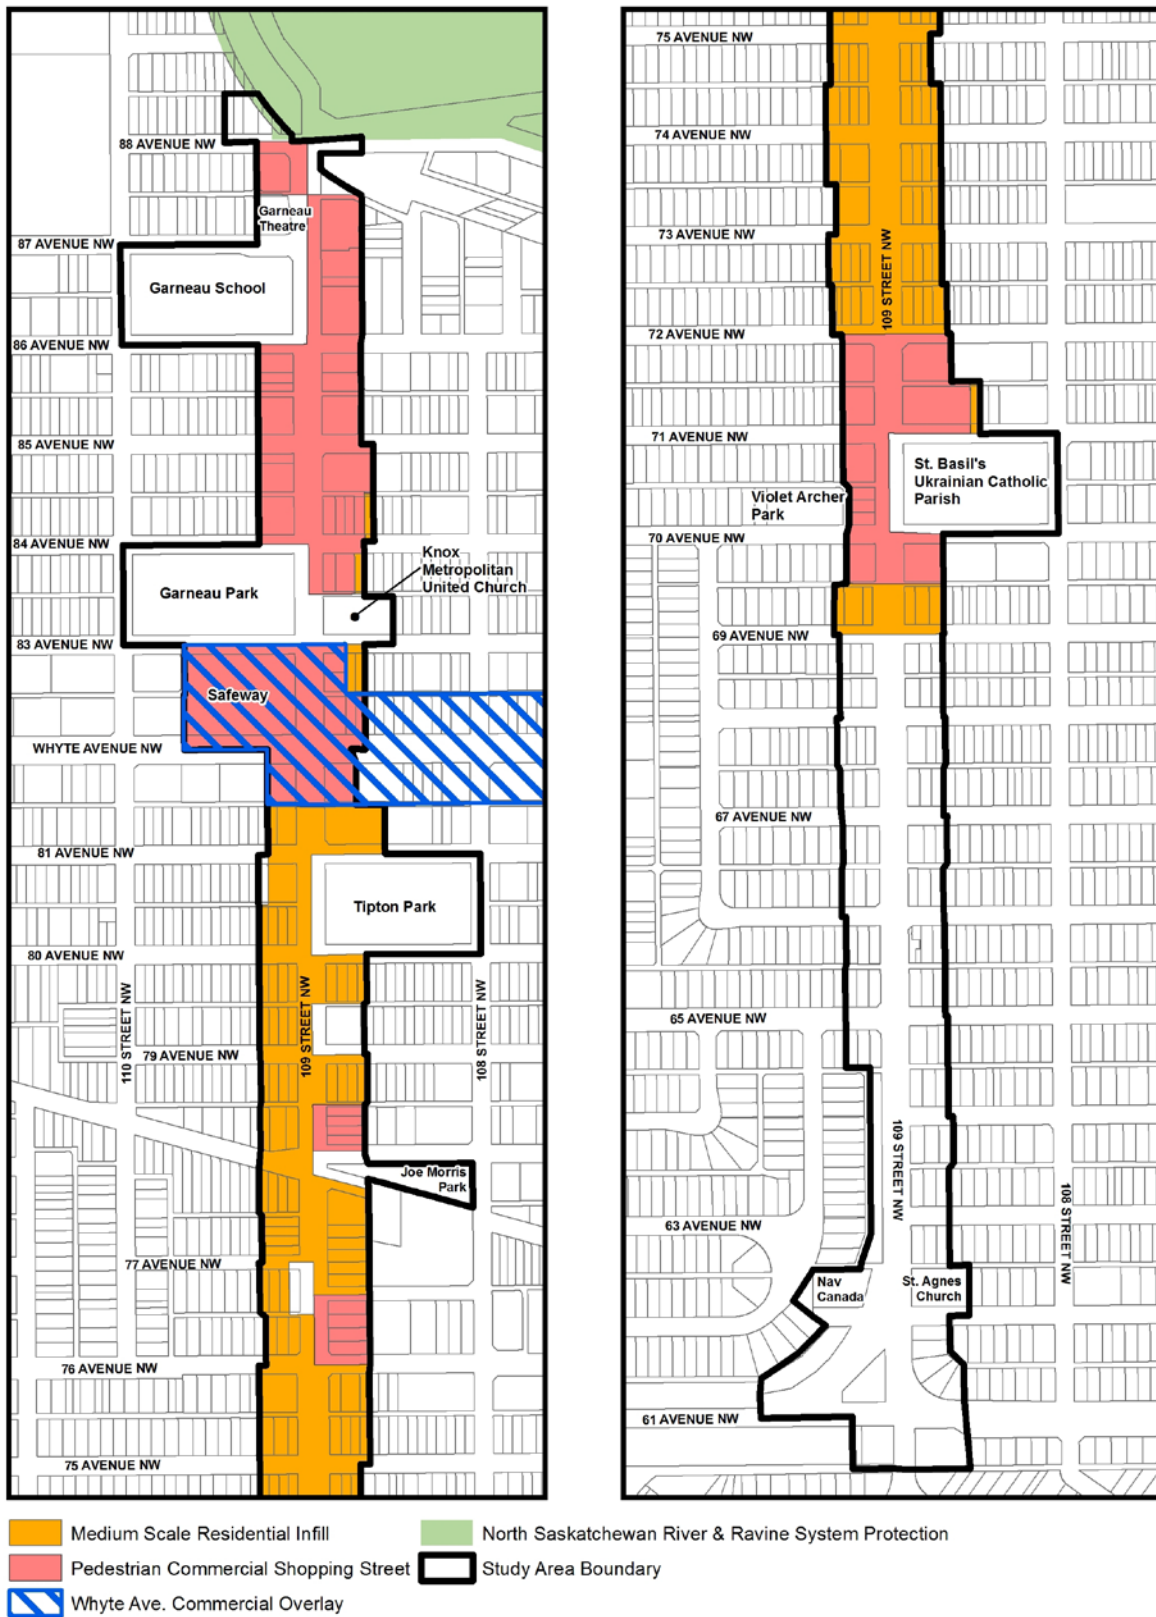 88 AVENUE NW
Garneau
Theatre
87 AVENUE NW
Garneau School
86 AVENUE NW
85 AVENUE NW
84 AVENUE NW
Knox
Metropolitan
United Church
Garneau Park
83 AVENUE NW
Safeway
WHYTE AVENUE NW
81 AVENUE NW
Tipton Park
80 AVENUE NW
110 STREET NW
109 STREET NW
108 STREET NW
79 AVENUE NW
Joe Morris
Park
77 AVENUE NW
76 AVENUE NW
75 AVENUE NW
75 AVENUE NW
74 AVENUE NW
73 AVENUE NW
109 STREET NW
72 AVENUE NW
71 AVENUE NW
St. Basil's
Ukrainian Catholic
Parish
Violet Archer
Park
70 AVENUE NW
69 AVENUE NW
67 AVENUE NW
65 AVENUE NW
109 STREET NW
108 STREET NW
63 AVENUE NW
Nav
Canada
St. Agnes
Church
61 AVENUE NW
Medium Scale Residential Infill
North Saskatchewan River & Ravine System Protection
Pedestrian Commercial Shopping Street
Study Area Boundary
Whyte Ave. Commercial Overlay